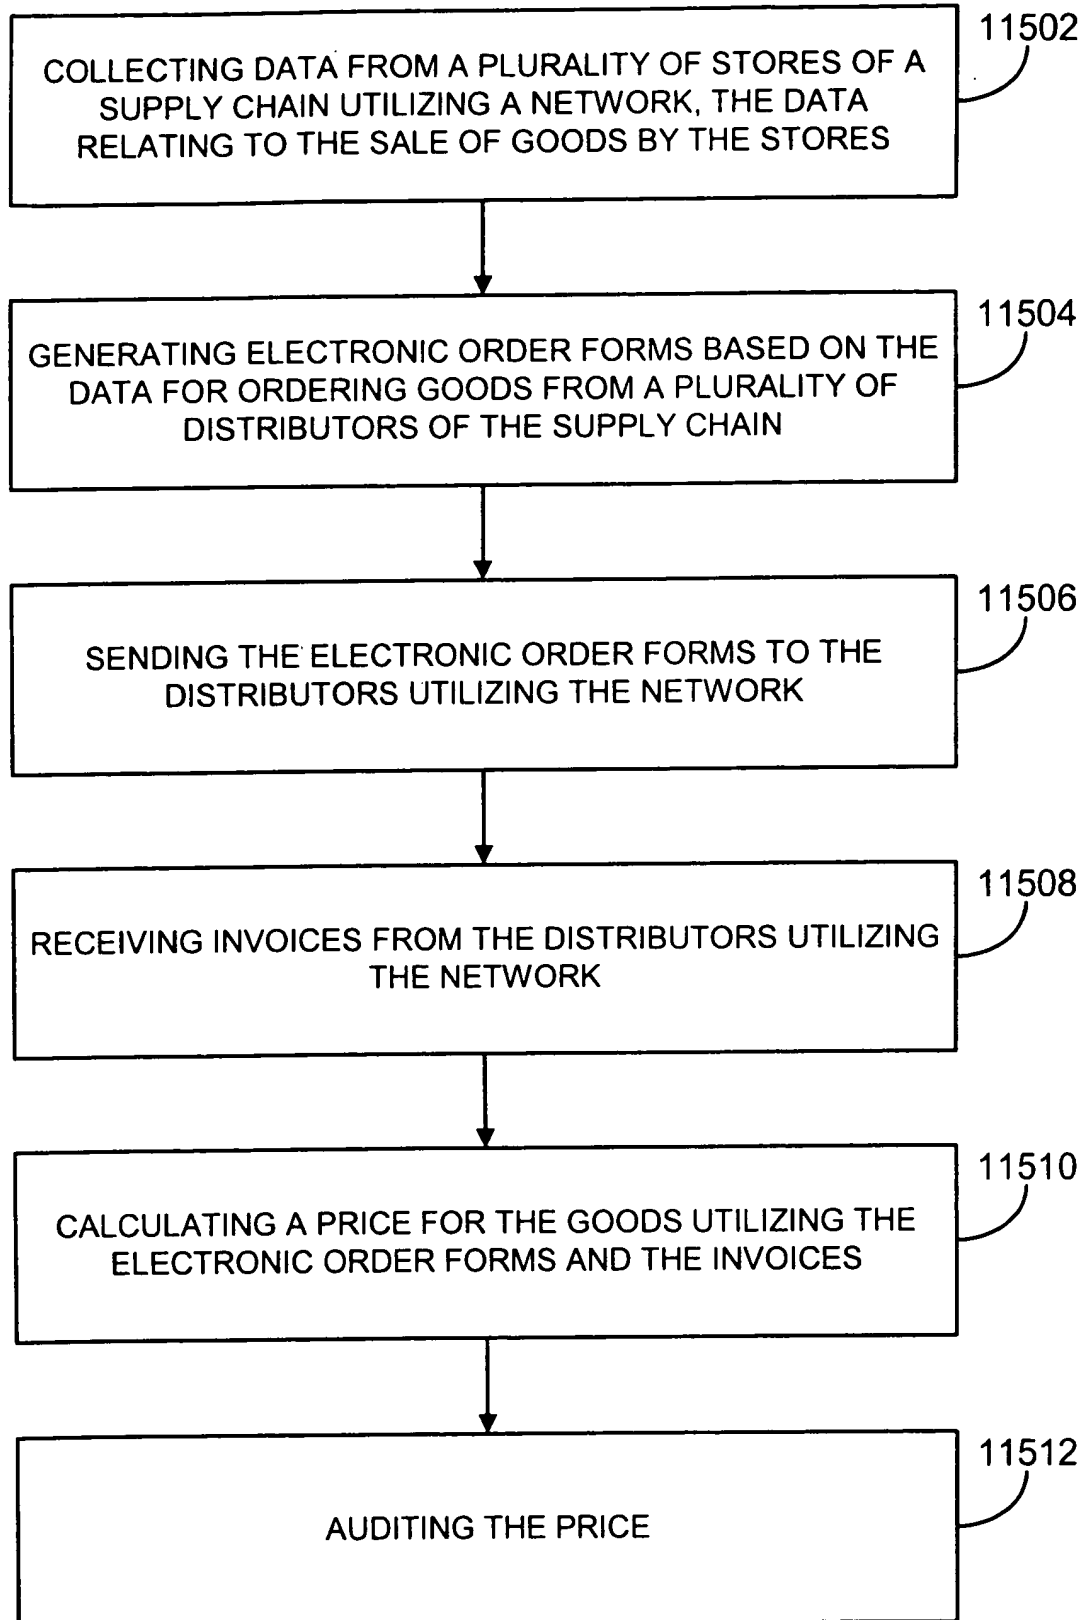 11502
COLLECTING DATA FROM A PLURALITY OF STORES OF A
SUPPLY CHAIN UTILIZING A NETWORK, THE DATA
RELATING TO THE SALE OF GOODS BY THE STORES
11504
GENERATING ELECTRONIC ORDER FORMS BASED ON THE
DATA FOR ORDERING GOODS FROM A PLURALITY OF
DISTRIBUTORS OF THE SUPPLY CHAIN
11506
SENDING THE ELECTRONIC ORDER FORMS TO THE
DISTRIBUTORS UTILIZING THE NETWORK
11508
RECEIVING INVOICES FROM THE DISTRIBUTORS UTILIZING
THE NETWORK
11510
CALCULATING A PRICE FOR THE GOODS UTILIZING THE
ELECTRONIC ORDER FORMS AND THE INVOICES
11512
AUDITING THE PRICE